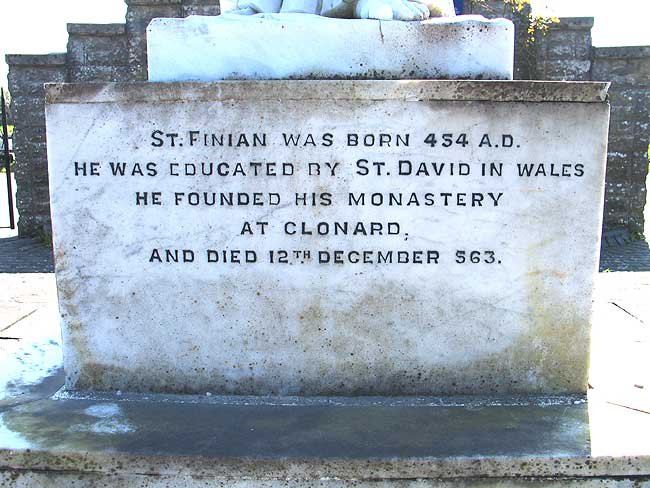 ST. FINIAN WAS BORN 454 A.D.
HE WAS EDUCATED BY ST. DAVID IN WALES
HE FOUNDED HIS MONASTERY
AT CLONARD,
AND DIED 12TH DECEMBER 563.